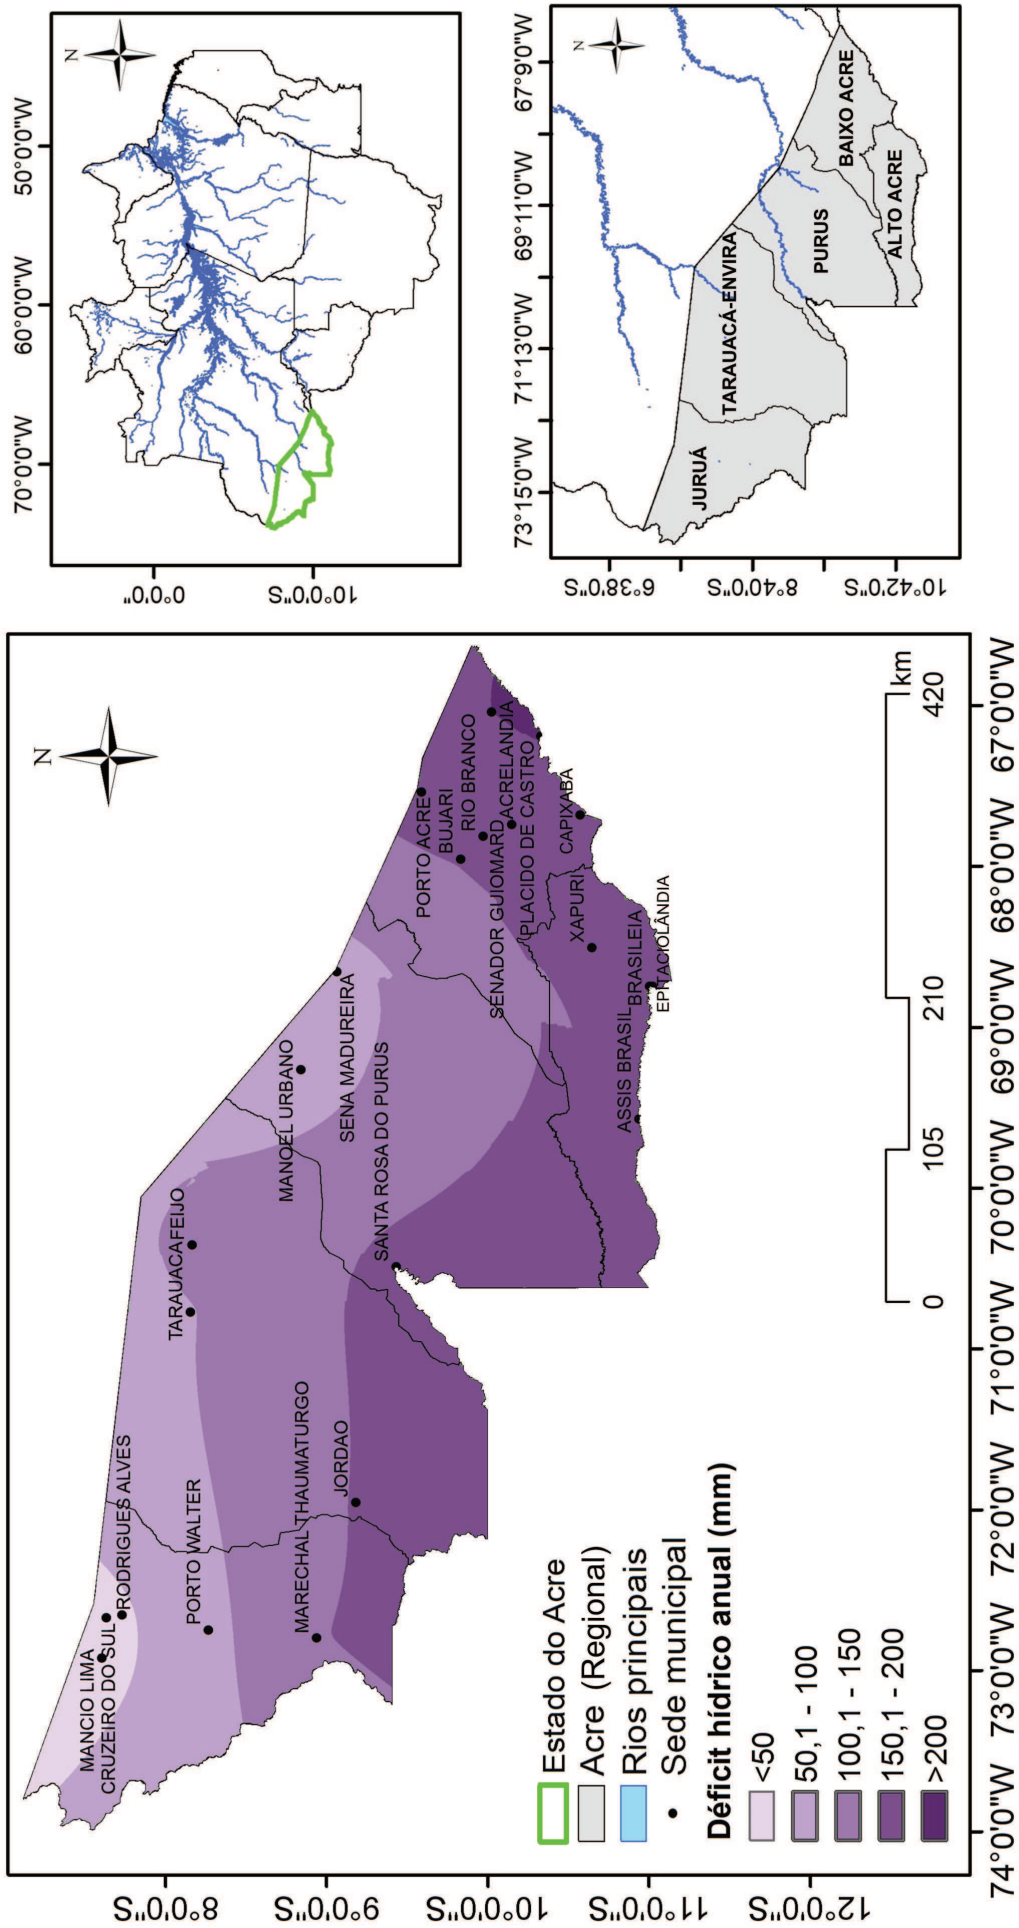 N
74°0'0"W
73°0'0"W
72°0'0"W
71°0'0"W
70°0'0"W
69°0'0"W
68°0'0"W
67°0'0"W
8°0'0"S
9°0'0"S
10°0'0"S
11°0'0"S
12°0'0"S
MANCIO LIMA
CRUZEIRO DO SUL
RODRIGUES ALVES
PORTO WALTER
MARECHAL THAUMATURGO
JORDAO
TARAUACA
FEIJO
MANOEL URBANO
SENA MADUREIRA
SANTA ROSA DO PURUS
PORTO ACRE
BUJARI
RIO BRANCO
SENADOR GUIOMARD
ACRELANDIA
PLACIDO DE CASTRO
CAPIXABA
XAPURI
ASSIS BRASIL
BRASILEIA
EPITACIOLÂNDIA
0
105
210
420
km
Estado do Acre
Acre (Regional)
Rios principais
Sede municipal
Déficit hídrico anual (mm)
<50
50,1 - 100
100,1 - 150
150,1 - 200
>200
70°0'0"W
60°0'0"W
50°0'0"W
N
0°0'0"
10°0'0"S
73°15'0"W
71°13'0"W
69°11'0"W
67°9'0"W
N
6°38'0"S
8°40'0"S
10°42'0"S
JURUÁ
TARAUACÁ-ENVIRA
PURUS
BAIXO ACRE
ALTO ACRE